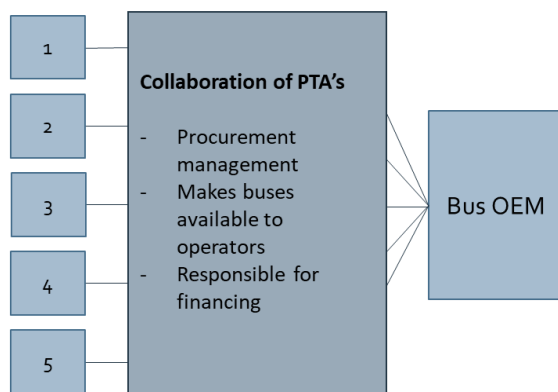 1
2
3
4
5
Collaboration of PTA’s
- Procurement
management
- Makes buses
available to
operators
- Responsible for
financing
Bus OEM